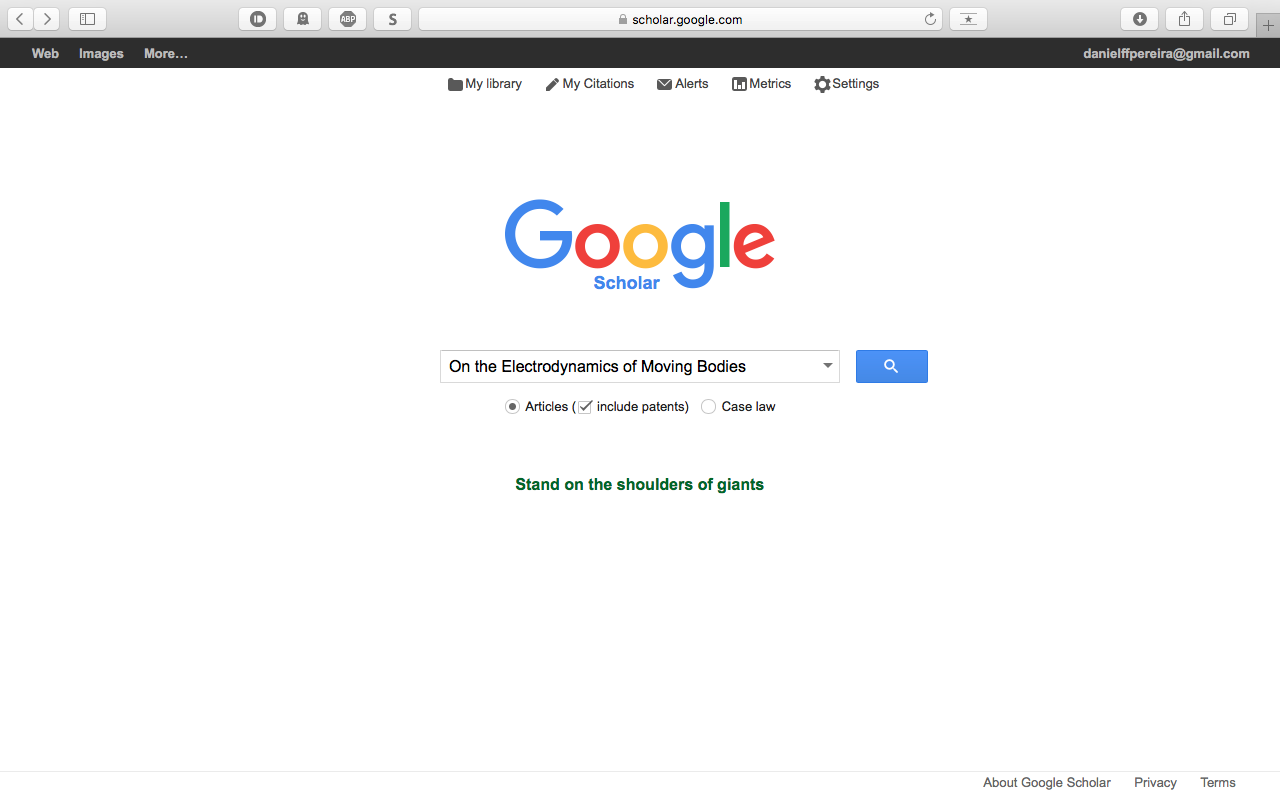 scholar.google.com
ABP
S
Web Images More... danielffpereira@gmail.com
My library My Citations Alerts Metrics Settings
Google
Scholar
On the Electrodynamics of Moving Bodies
Articles ( include patents) Case law
Stand on the shoulders of giants
About Google Scholar Privacy Terms